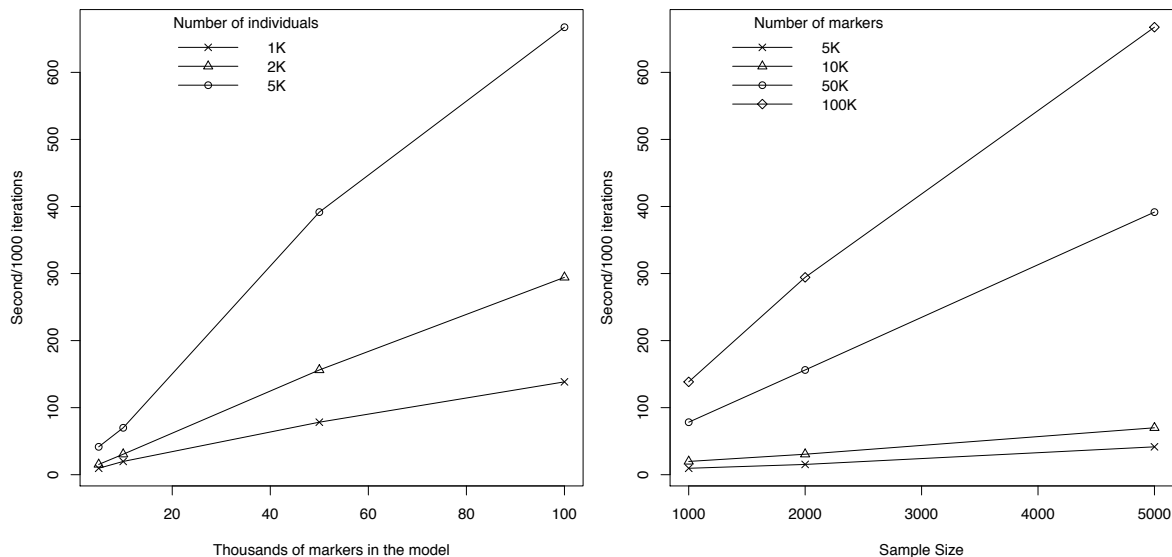 Number of individuals
1K
2K
5K
Second/1000 iterations
600
500
400
300
200
100
0
20 40 60 80 100
Thousands of markers in the model
Number of markers
5K
10K
50K
100K
Second/1000 iterations
600
500
400
300
200
100
0
1000 2000 3000 4000 5000
Sample Size